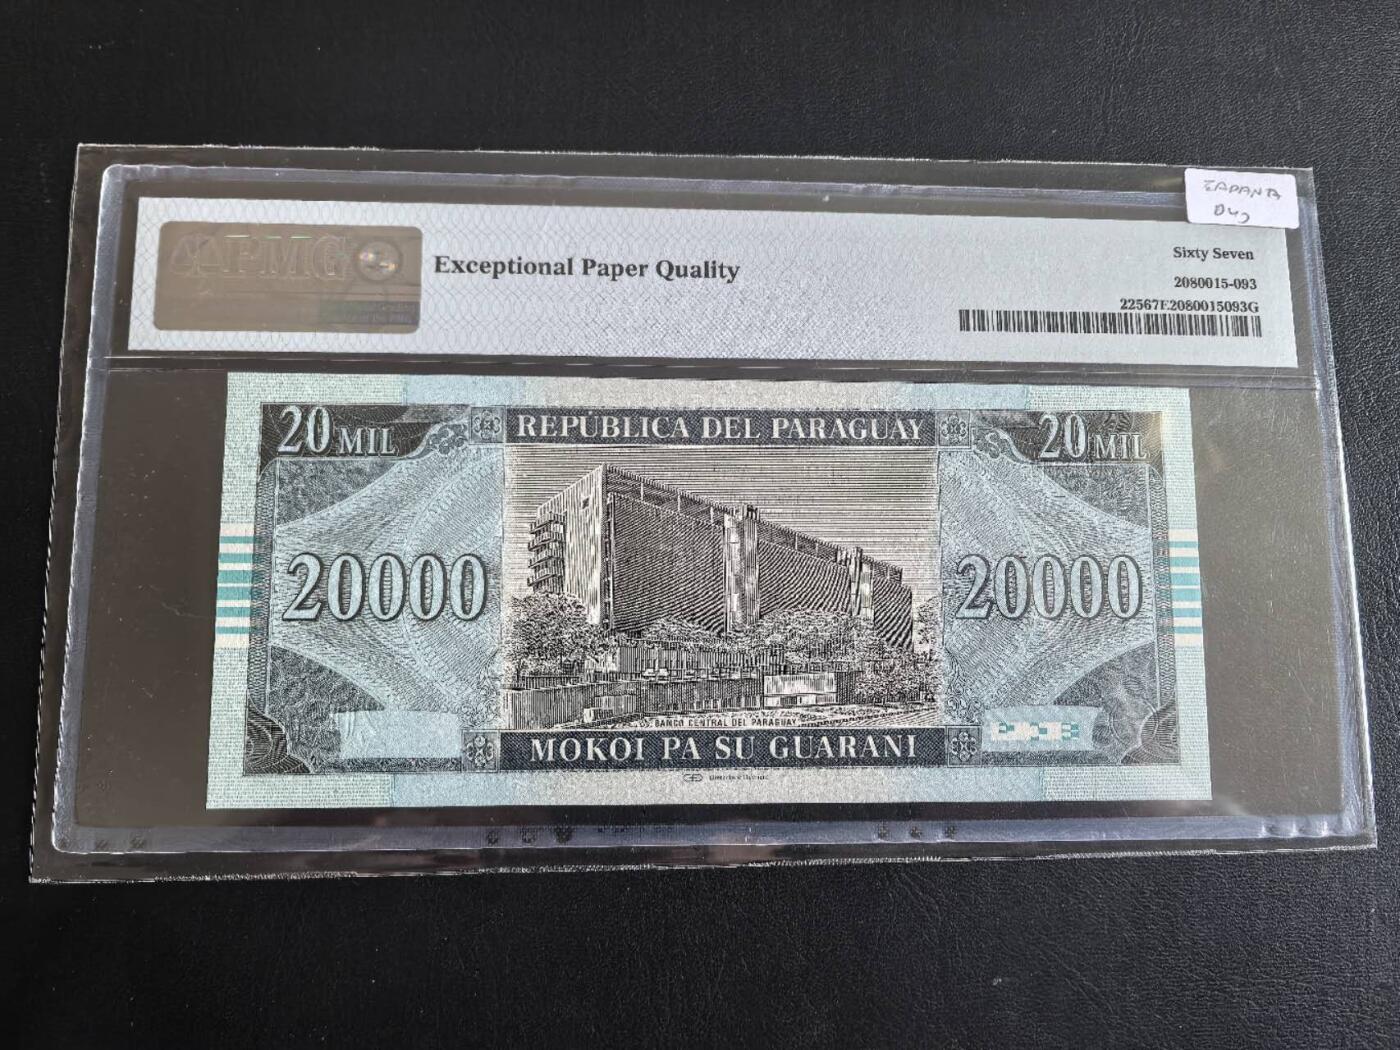 PMG
Exceptional Paper Quality
Sixty Seven
2080015-093
22567E2080015093G
20 MIL
REPÚBLICA DEL PARAGUAY
20 MIL
20000
20000
BANCO CENTRAL DEL PARAGUAY
MOKOI PA SU GUARANI